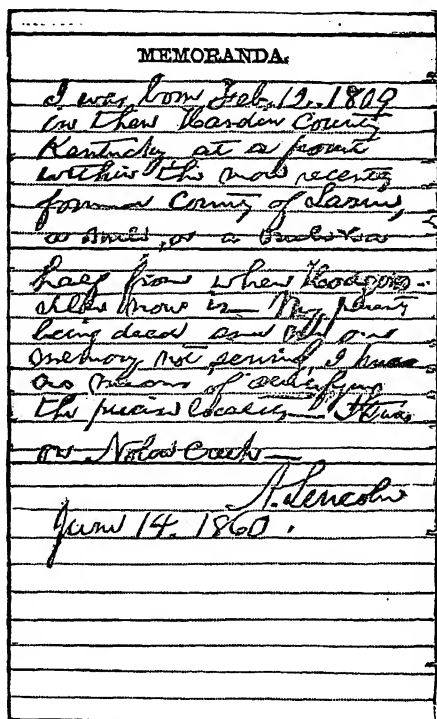 MEMORANDA.
I was born Feb. 12. 1809
in then Hardin County
Kentucky, at a point
within the now recently
formed County of Larue,
a mile, or a mile & a
half from where Hodgens-
ville now is— My parents
being dead and my own
memory not serving, I know
no means of identifying
the precise locality— It was
on Nolin Creek—
A. Lincoln
June 14. 1860.